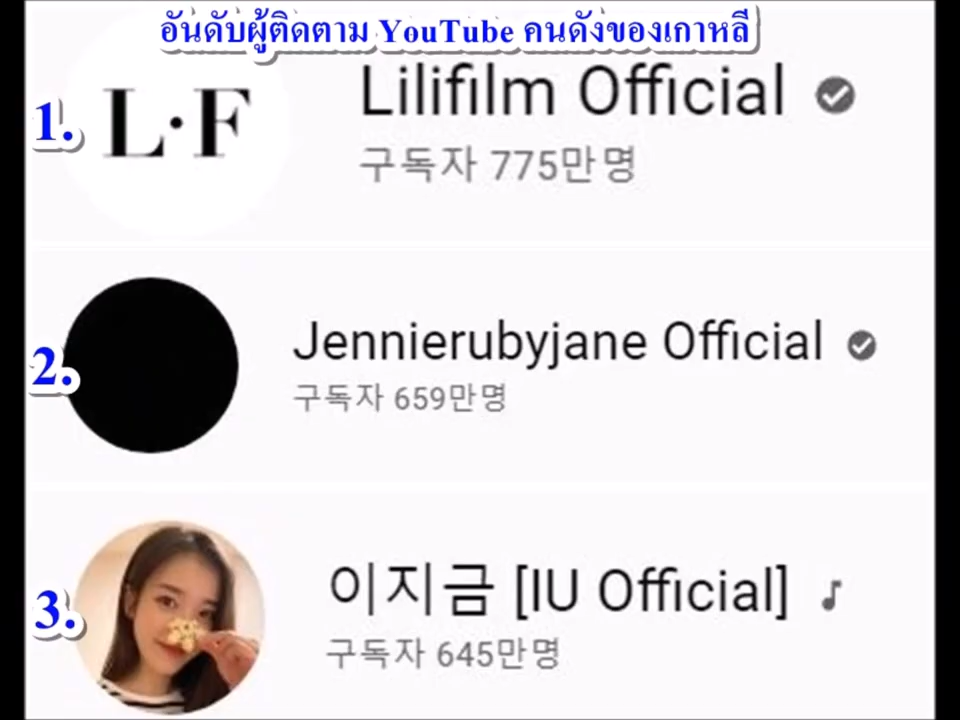 อันดับผู้ติดตาม YouTube คนดังของเกาหลี
1.
L·F
Lilifilm Official
구독자 775만명
2.
Jennierubyjane Official
구독자 659만명
3.
이지금 [IU Official]
구독자 645만명